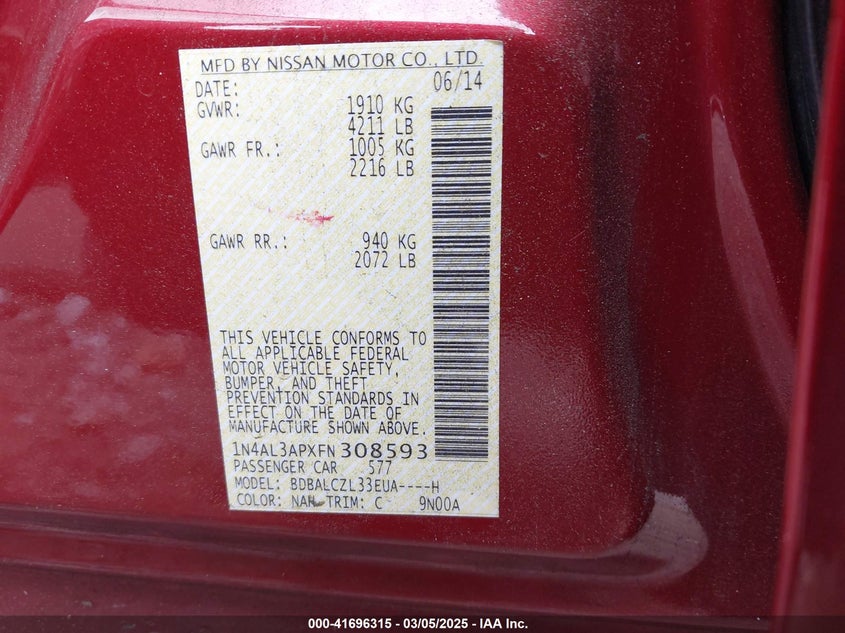 MFD BY NISSAN MOTOR CO., LTD.
DATE: 06/14
GVWR: 1910 KG
4211 LB
GAWR FR.: 1005 KG
2216 LB
GAWR RR.: 940 KG
2072 LB
THIS VEHICLE CONFORMS TO
ALL APPLICABLE FEDERAL
MOTOR VEHICLE SAFETY,
BUMPER, AND THEFT
PREVENTION STANDARDS IN
EFFECT ON THE DATE OF
MANUFACTURE SHOWN ABOVE.
1N4AL3APXFN308593
PASSENGER CAR 577
MODEL: BDBALCZL33EUA----H
COLOR: NAH TRIM: C 9N00A
000-41696315 - 03/05/2025 - IAA Inc.